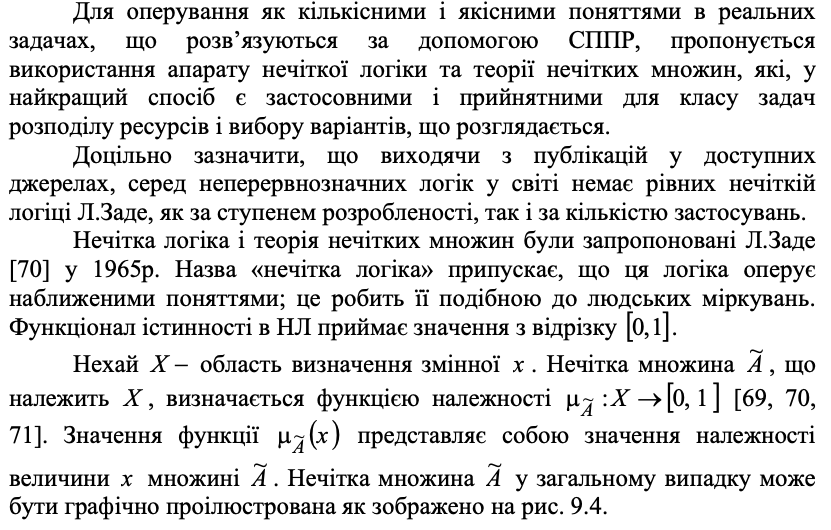 Для оперування як кількісними і якісними поняттями в реальних
задачах, що розв’язуються за допомогою СППР, пропонується
використання апарату нечіткої логіки та теорії нечітких множин, які, у
найкращий спосіб є застосовними і прийнятними для класу задач
розподілу ресурсів і вибору варіантів, що розглядається.
Доцільно зазначити, що виходячи з публікацій у доступних
джерелах, серед неперервнозначних логік у світі немає рівних нечіткій
логіці Л.Заде, як за ступенем розробленості, так і за кількістю застосувань.
Нечітка логіка і теорія нечітких множин були запропоновані Л.Заде
[70] у 1965р. Назва «нечітка логіка» припускає, що ця логіка оперує
наближеними поняттями; це робить її подібною до людських міркувань.
Функціонал істинності в НЛ приймає значення з відрізку [0,1].
Нехай X – область визначення змінної x . Нечітка множина Ã , що
належить X , визначається функцією належності μ_Ã : X → [0, 1] [69, 70,
71]. Значення функції μ_Ã(x) представляє собою значення належності
величини x множині Ã . Нечітка множина Ã у загальному випадку може
бути графічно проілюстрована як зображено на рис. 9.4.